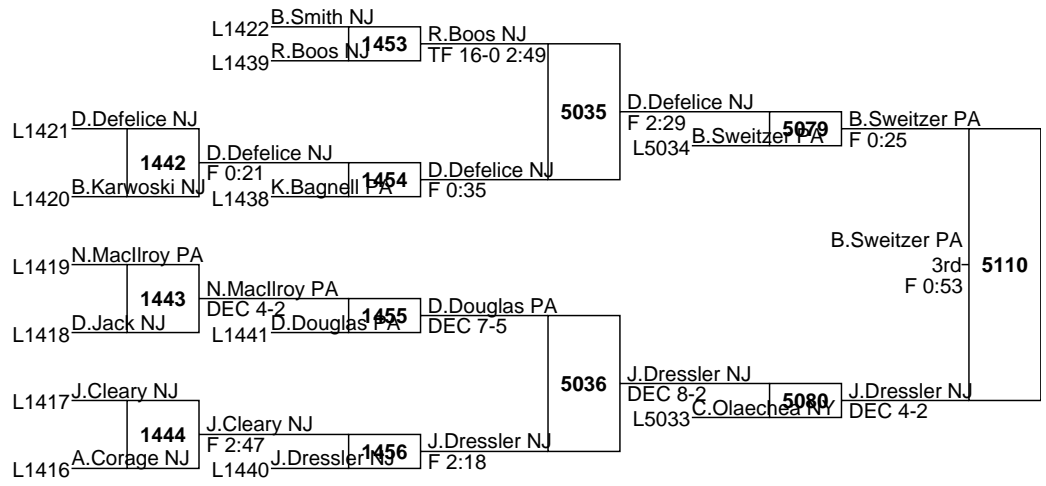 L1422 B.Smith NJ
1453
L1439 R.Boos NJ
R.Boos NJ
TF 16-0 2:49
5035
L1421 D.Defelice NJ
1442
L1420 B.Karwoski NJ
D.Defelice NJ
F 0:21
1454
L1438 K.Bagnell PA
D.Defelice NJ
F 0:35
D.Defelice NJ
F 2:29
5079
L5034 B.Sweitzer PA
B.Sweitzer PA
F 0:25
L1419 N.MacIlroy PA
1443
L1418 D.Jack NJ
N.MacIlroy PA
DEC 4-2
1455
L1441 D.Douglas PA
D.Douglas PA
DEC 7-5
5036
L1417 J.Cleary NJ
1444
L1416 A.Corage NJ
J.Cleary NJ
F 2:47
1456
L1440 J.Dressler NJ
J.Dressler NJ
F 2:18
J.Dressler NJ
DEC 8-2
5080
L5033 C.Olaechea NY
J.Dressler NJ
DEC 4-2
B.Sweitzer PA
3rd
F 0:53
5110